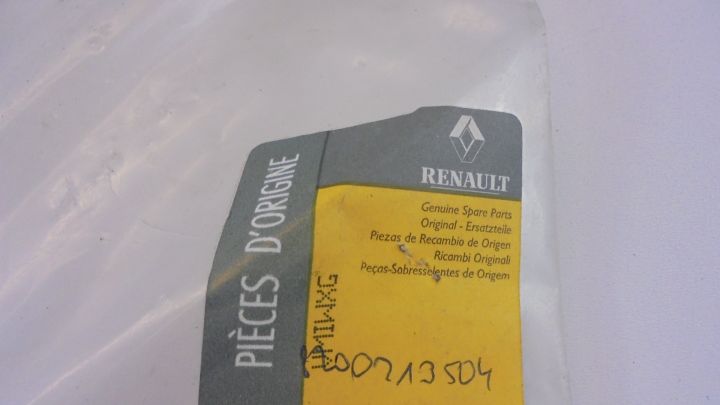 PIÈCES D'ORIGINE
RENAULT
Genuine Spare Parts
Original - Ersatzteile
Piezas de Recambio de Origen
Ricambi Originali
Peças-Sobresselentes de Origem
8200713504